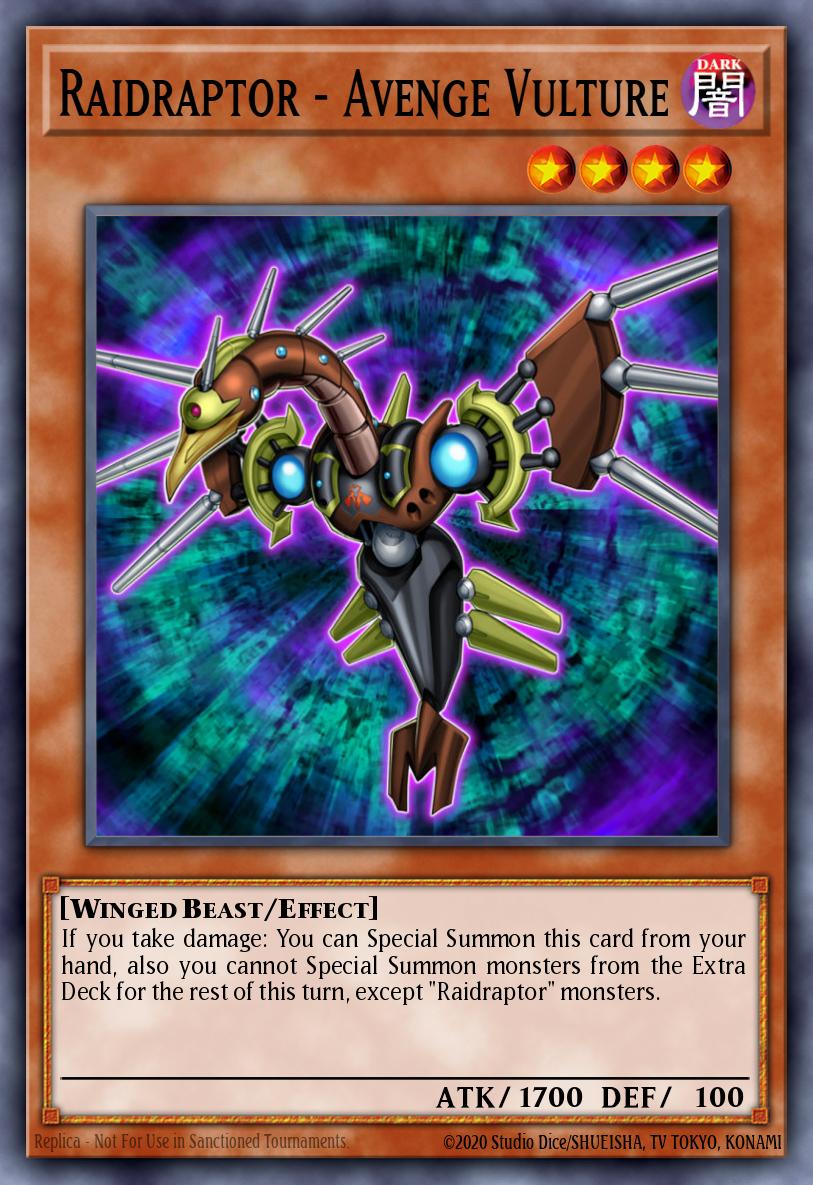 Raidraptor - Avenge Vulture
DARK
闇
[Winged Beast/Effect]
If you take damage: You can Special Summon this card from your
hand, also you cannot Special Summon monsters from the Extra
Deck for the rest of this turn, except "Raidraptor" monsters.
ATK/ 1700 DEF/ 100
Replica - Not For Use in Sanctioned Tournaments.
©2020 Studio Dice/SHUEISHA, TV TOKYO, KONAMI